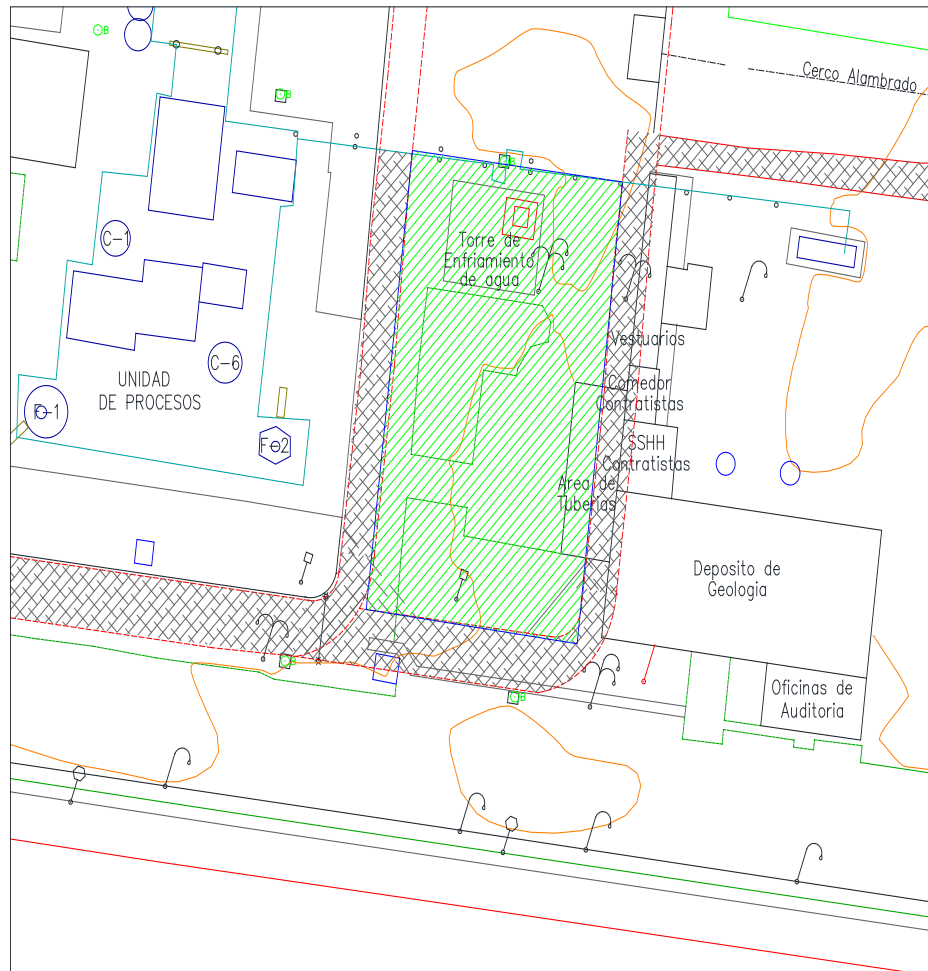 B
Cerco Alambrado
B
B
C-1
Torre de
Enfriamiento
de agua
Vestuarios
C-6
UNIDAD
DE PROCESOS
Comedor
Contratistas
F-2
SSHH
Contratistas
Area de
Tuberias
Deposito de
Geologia
B
Oficinas de
Auditoria
B